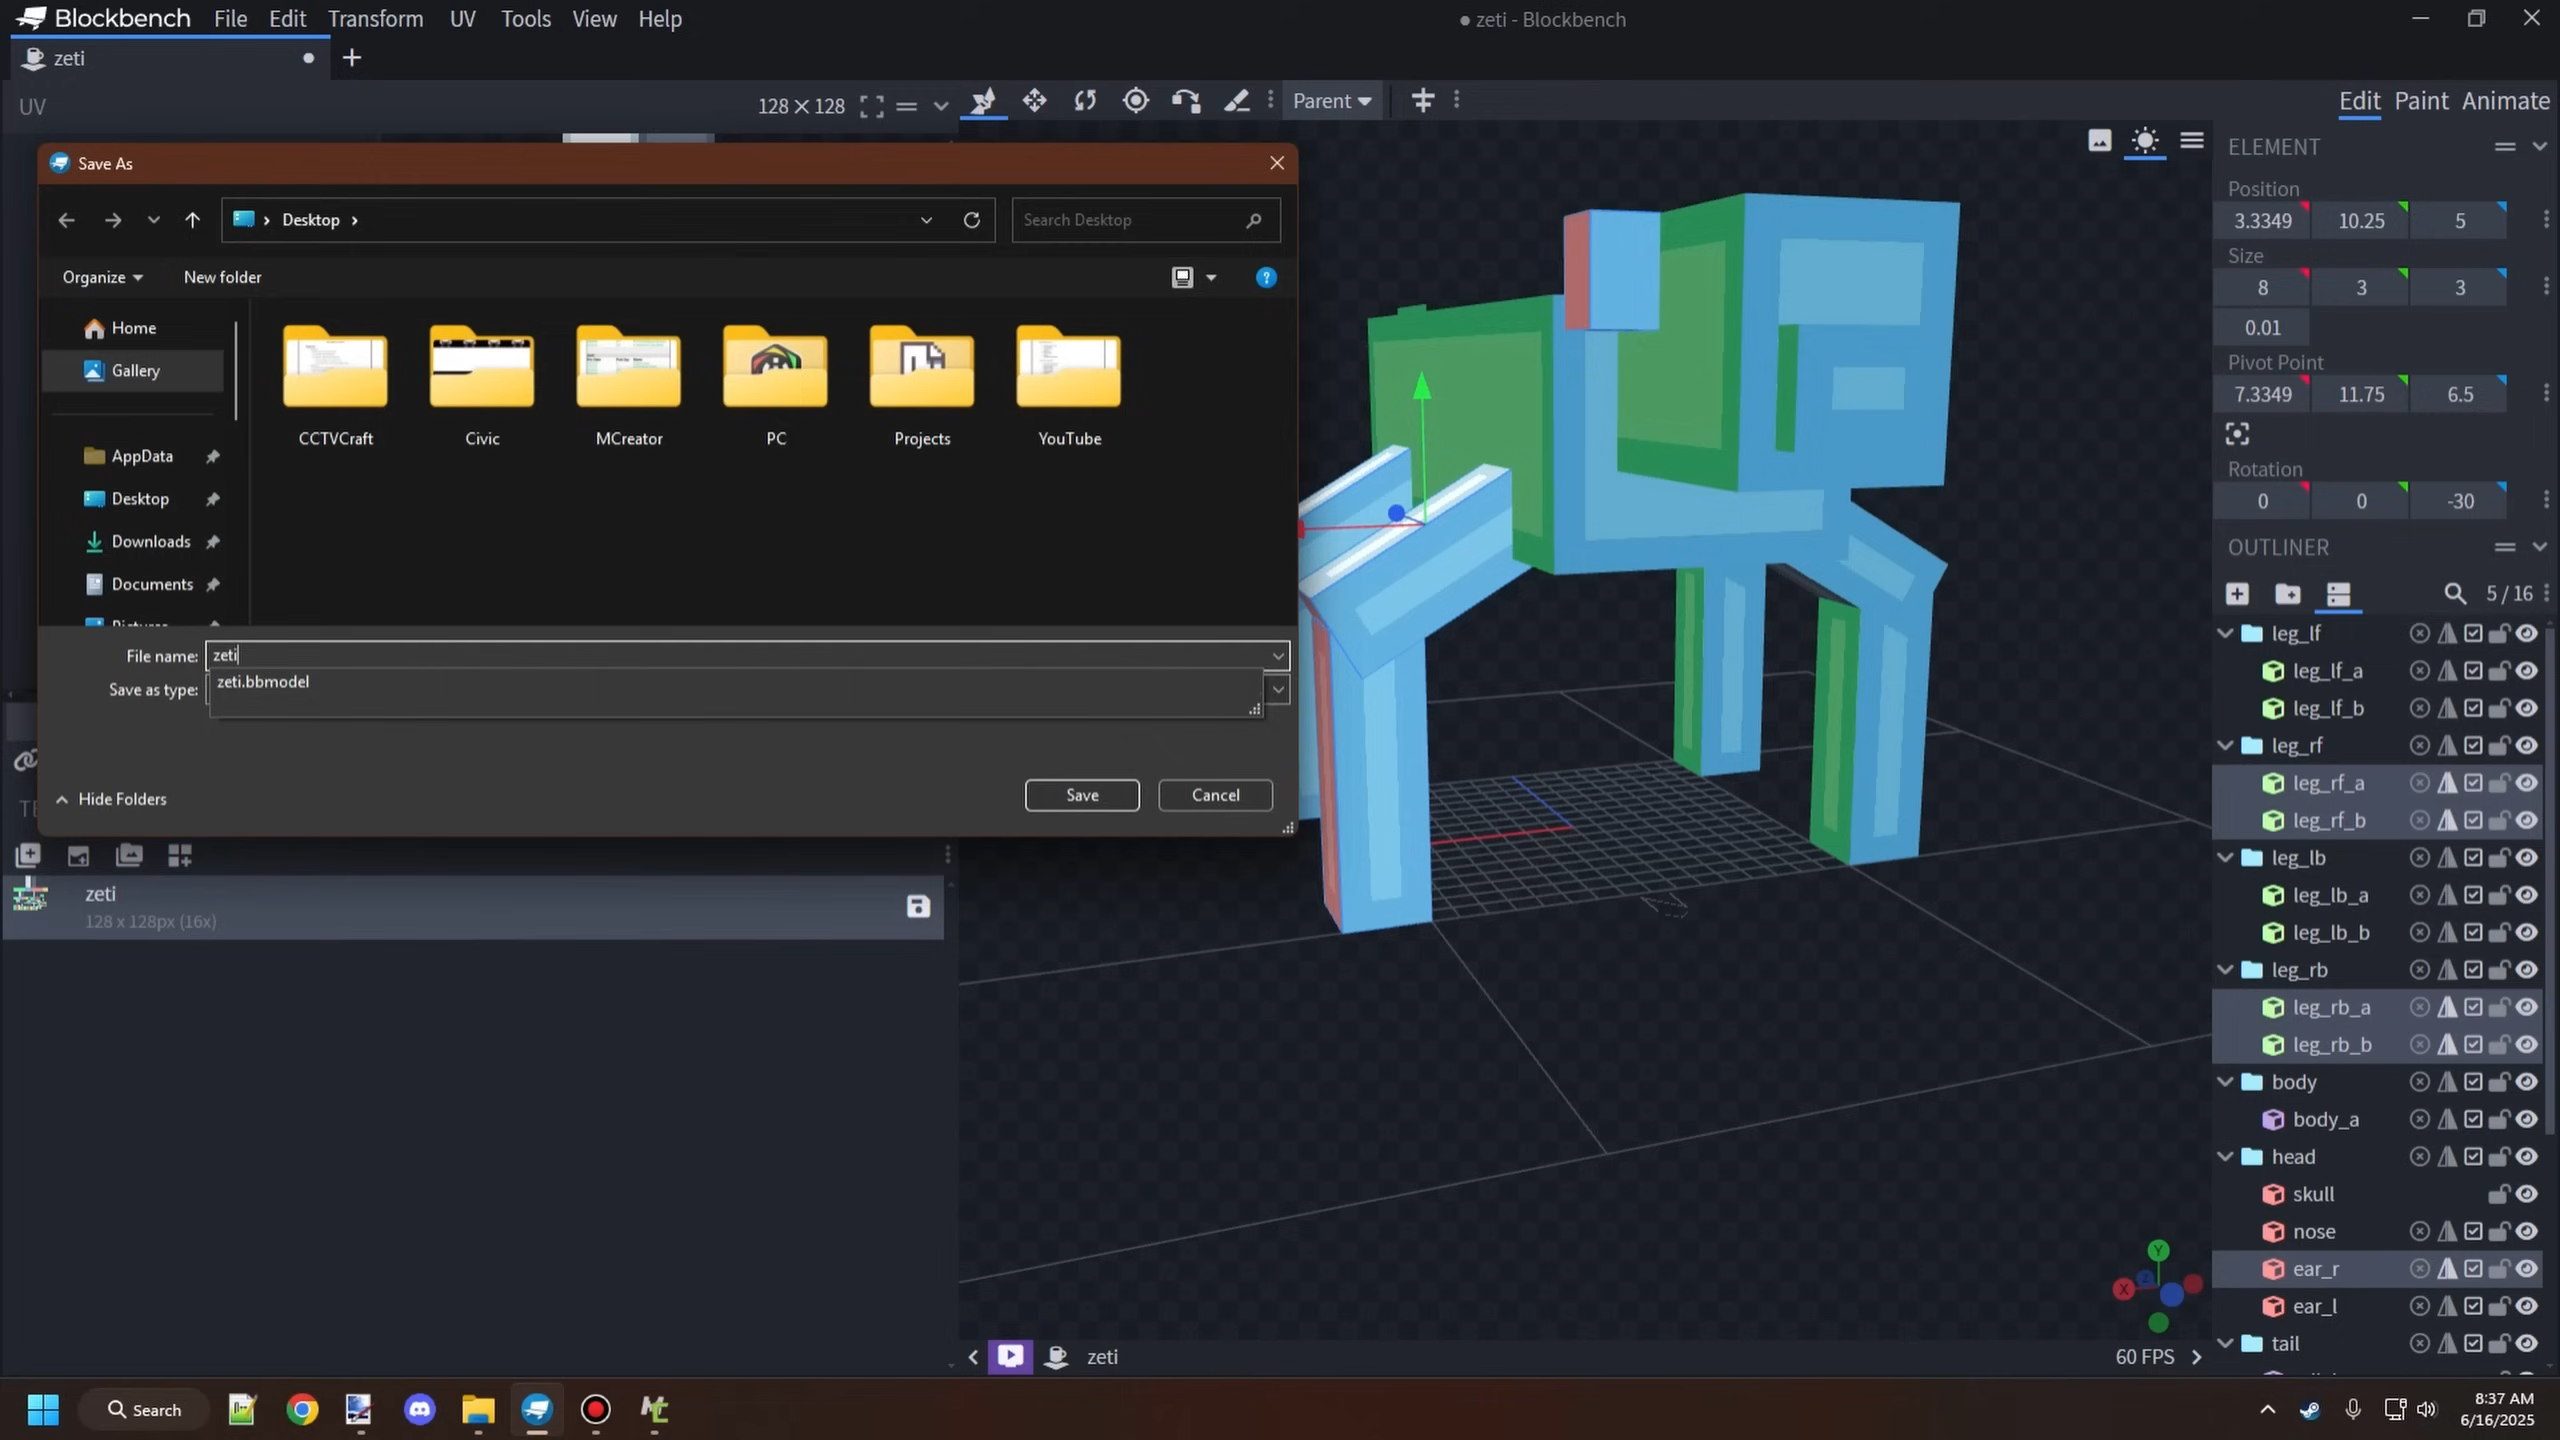 Blockbench File Edit Transform UV Tools View Help
zeti - Blockbench
zeti
UV
128 × 128
Parent
Edit Paint Animate
Save As
Desktop
Search Desktop
Organize
New folder
Home
Gallery
AppData
Desktop
Downloads
Documents
Pictures
CCTVCraft
Civic
MCreator
PC
Projects
YouTube
File name:
zeti
Save as type:
zeti.bbmodel
Hide Folders
Save
Cancel
zeti
128 x 128px (16x)
ELEMENT
Position
3.3349 10.25 5
Size
8 3 3
0.01
Pivot Point
7.3349 11.75 6.5
Rotation
0 0 -30
OUTLINER
5 / 16
leg_lf
leg_lf_a
leg_lf_b
leg_rf
leg_rf_a
leg_rf_b
leg_lb
leg_lb_a
leg_lb_b
leg_rb
leg_rb_a
leg_rb_b
body
body_a
head
skull
nose
ear_r
ear_l
tail
Y
X
Z
zeti
60 FPS
Search
8:37 AM
6/16/2025